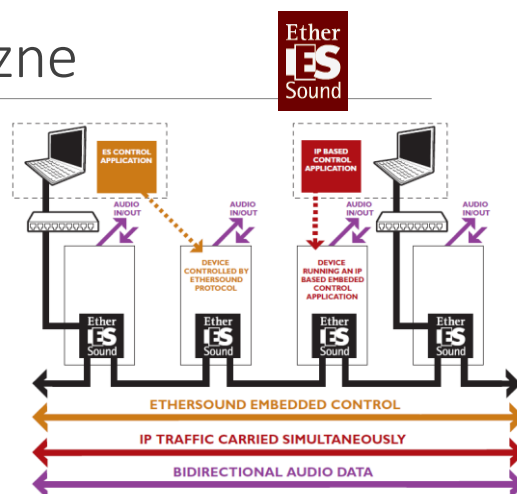 zne
Ether
ES
Sound
ES CONTROL
APPLICATION
IP BASED
CONTROL
APPLICATION
AUDIO
IN/OUT
AUDIO
IN/OUT
AUDIO
IN/OUT
AUDIO
IN/OUT
DEVICE
CONTROLLED BY
ETHERSOUND
PROTOCOL
DEVICE
RUNNING AN IP
BASED EMBEDED
CONTROL
APPLICATION
Ether
ES
Sound
Ether
ES
Sound
Ether
ES
Sound
Ether
ES
Sound
ETHERSOUND EMBEDDED CONTROL
IP TRAFFIC CARRIED SIMULTANEOUSLY
BIDIRECTIONAL AUDIO DATA